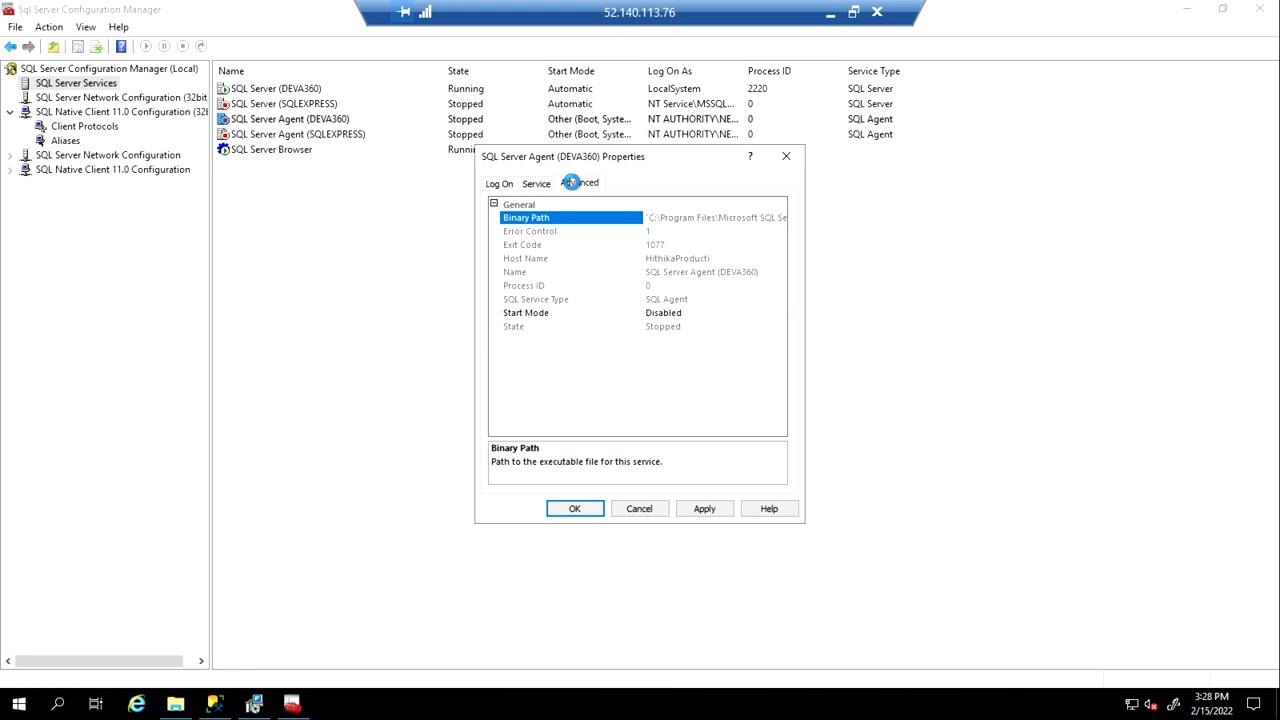 Sql Server Configuration Manager
52.140.113.76
File Action View Help
SQL Server Configuration Manager (Local)
SQL Server Services
SQL Server Network Configuration (32bit
SQL Native Client 11.0 Configuration (32l
Client Protocols
Aliases
SQL Server Network Configuration
SQL Native Client 11.0 Configuration
Name State Start Mode Log On As Process ID Service Type
SQL Server (DEVA360) Running Automatic LocalSystem 2220 SQL Server
SQL Server (SQLEXPRESS) Stopped Automatic NT Service\MSSQL... 0 SQL Server
SQL Server Agent (DEVA360) Stopped Other (Boot, Syste... NT AUTHORITY\NE... 0 SQL Agent
SQL Server Agent (SQLEXPRESS) Stopped Other (Boot, Syste... NT AUTHORITY\NE... 0 SQL Agent
SQL Server Browser Runnin
SQL Server Agent (DEVA360) Properties
Log On Service
General
Binary Path 'C:\Program Files\Microsoft SQL Se
Error Control 1
Exit Code 1077
Host Name HithikaProducti
Name SQL Server Agent (DEVA360)
Process ID 0
SQL Service Type SQL Agent
Start Mode Disabled
State Stopped
Binary Path
Path to the executable file for this service.
OK Cancel Apply Help
3:28 PM
2/15/2022